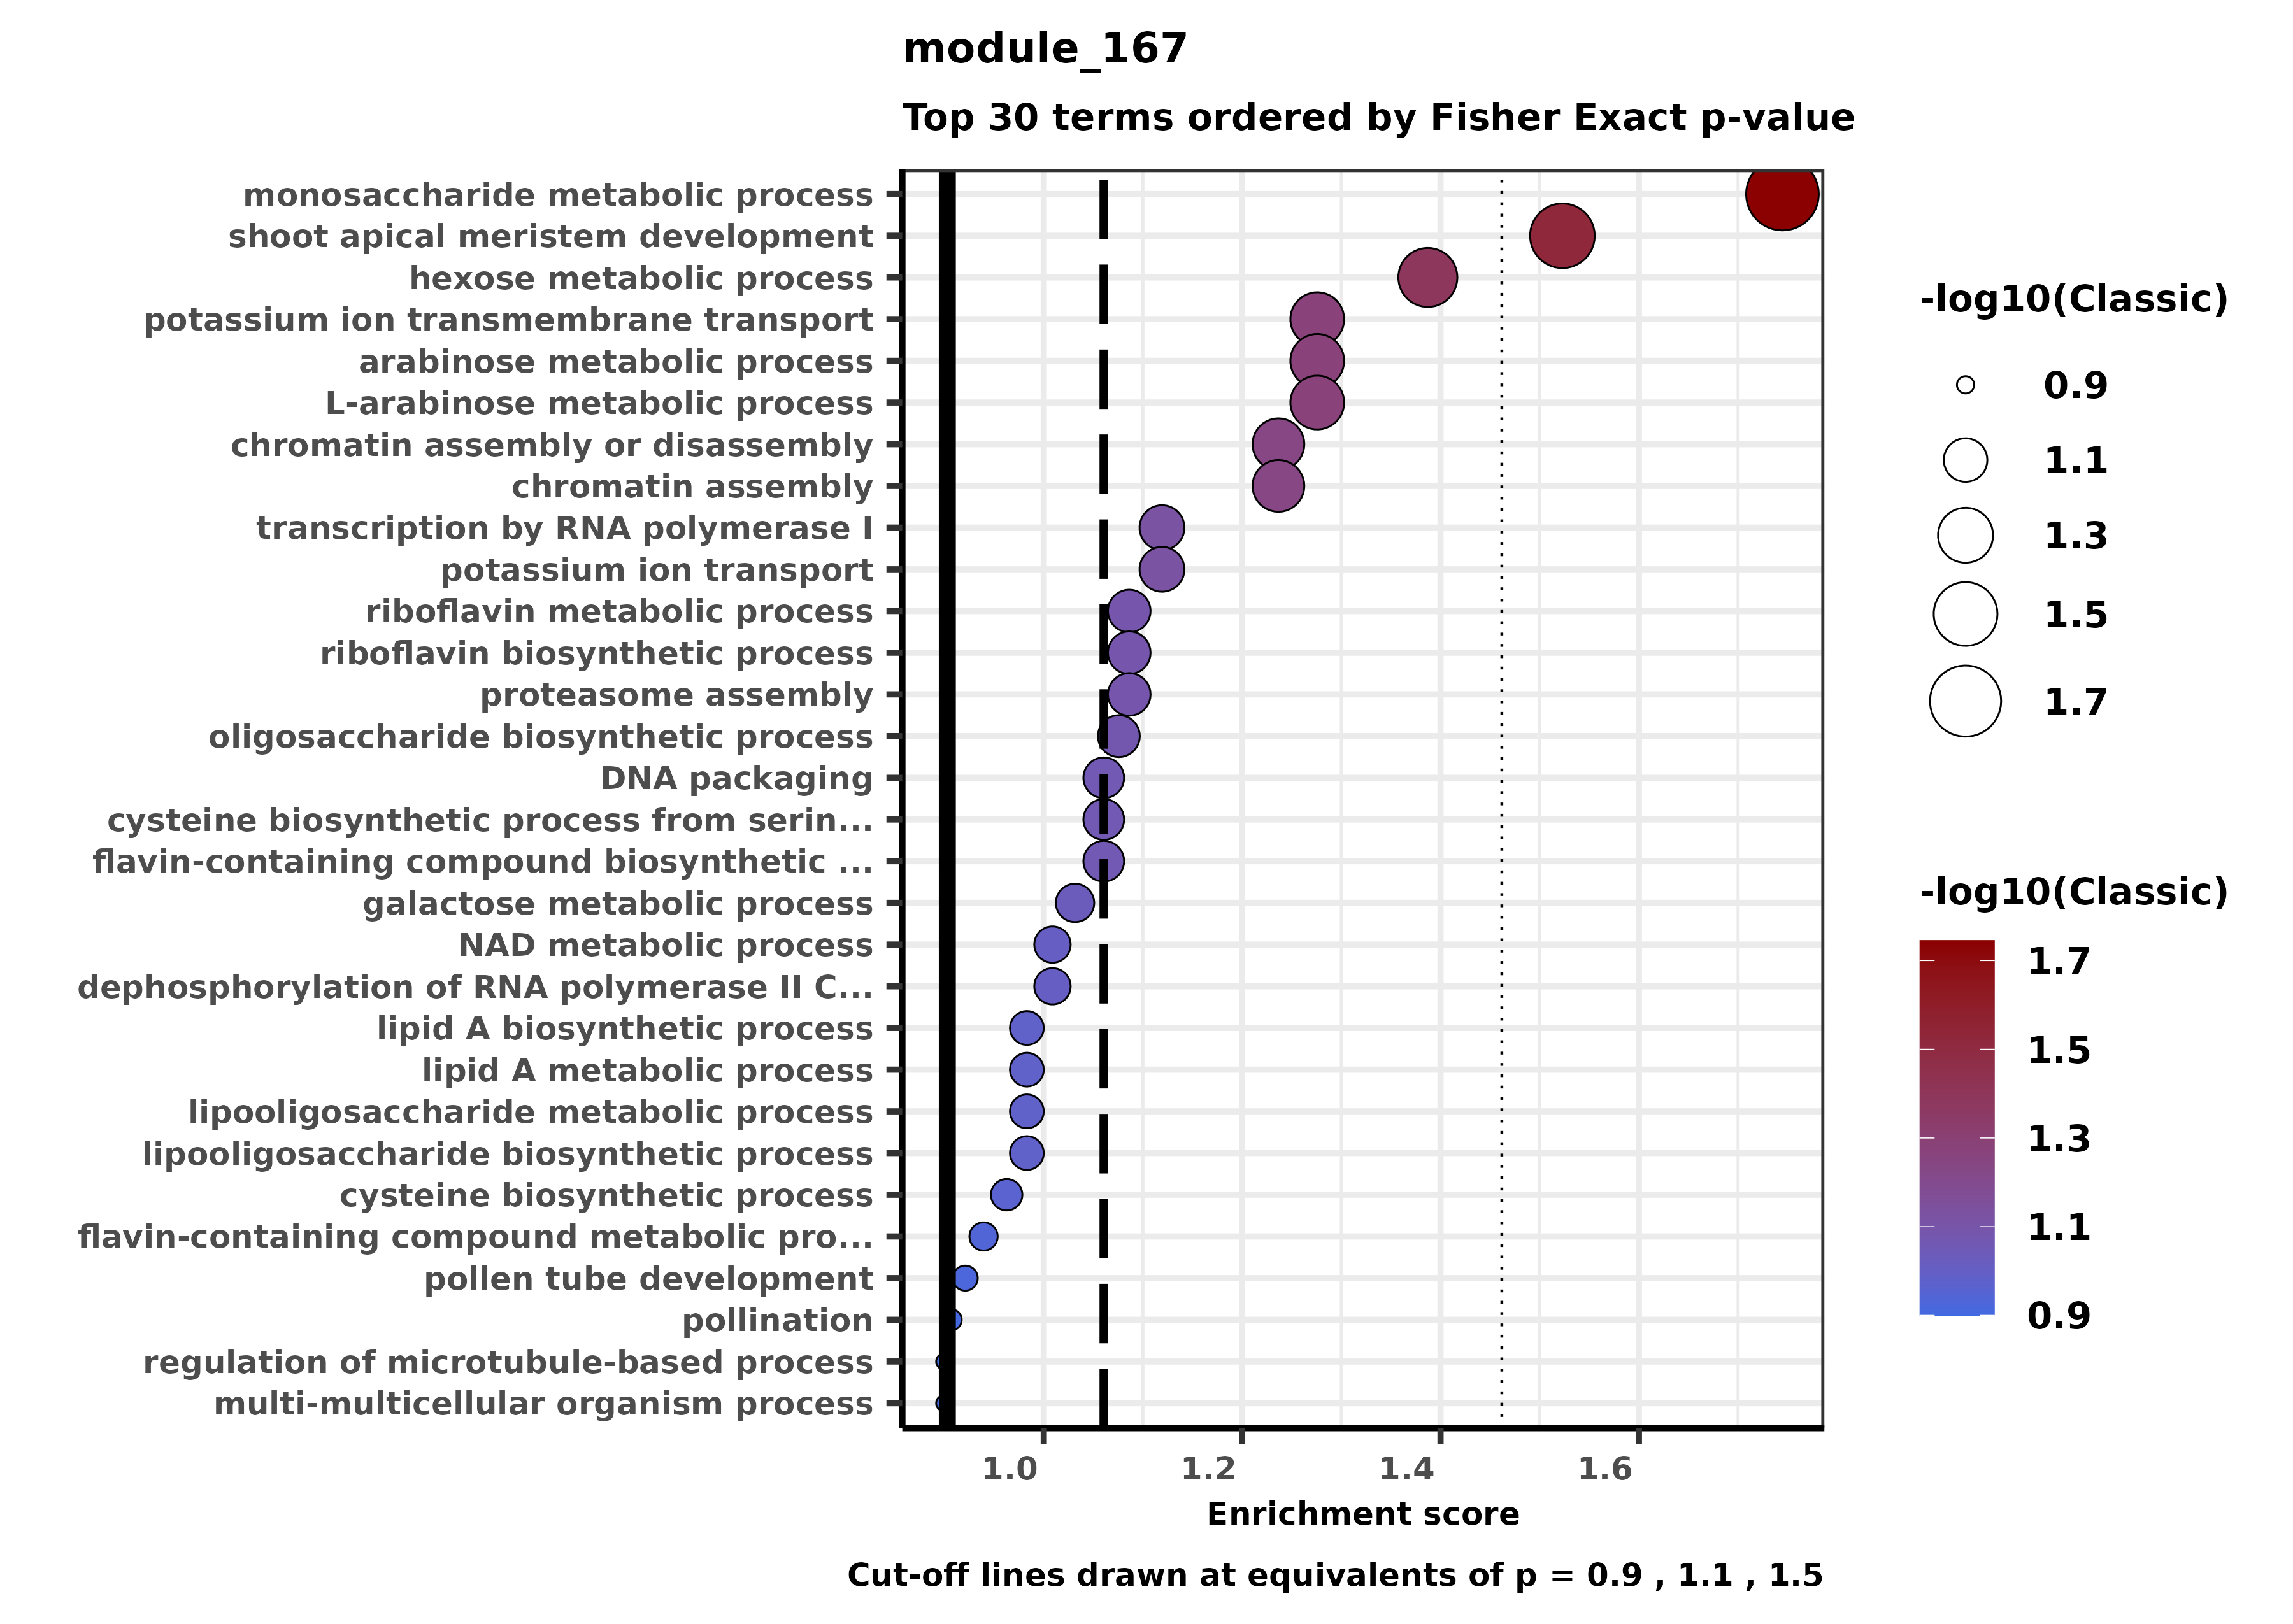 module_167
Top 30 terms ordered by Fisher Exact p-value
monosaccharide metabolic process
shoot apical meristem development
hexose metabolic process
potassium ion transmembrane transport
arabinose metabolic process
L-arabinose metabolic process
chromatin assembly or disassembly
chromatin assembly
transcription by RNA polymerase I
potassium ion transport
riboflavin metabolic process
riboflavin biosynthetic process
proteasome assembly
oligosaccharide biosynthetic process
DNA packaging
cysteine biosynthetic process from serin...
flavin-containing compound biosynthetic ...
galactose metabolic process
NAD metabolic process
dephosphorylation of RNA polymerase II C...
lipid A biosynthetic process
lipid A metabolic process
lipooligosaccharide metabolic process
lipooligosaccharide biosynthetic process
cysteine biosynthetic process
flavin-containing compound metabolic pro...
pollen tube development
pollination
regulation of microtubule-based process
multi-multicellular organism process
1.0 1.2 1.4 1.6
Enrichment score
Cut-off lines drawn at equivalents of p = 0.9 , 1.1 , 1.5
-log10(Classic)
0.9
1.1
1.3
1.5
1.7
-log10(Classic)
1.7
1.5
1.3
1.1
0.9